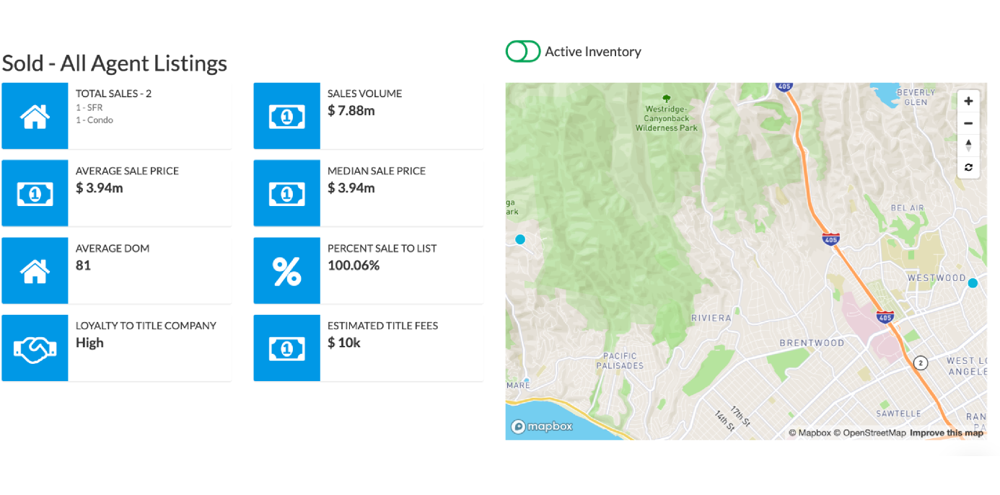 Sold - All Agent Listings
TOTAL SALES - 2
1 - SFR
1 - Condo
SALES VOLUME
$ 7.88m
AVERAGE SALE PRICE
$ 3.94m
MEDIAN SALE PRICE
$ 3.94m
AVERAGE DOM
81
PERCENT SALE TO LIST
100.06%
LOYALTY TO TITLE COMPANY
High
ESTIMATED TITLE FEES
$ 10k
Active Inventory
405
BEVERLY
GLEN
Westridge-
Canyonback
Wilderness Park
ga
ark
BEL AIR
405
WESTWOOD
405
RIVIERA
BRENTWOOD
PACIFIC
PALISADES
2
WEST LO
ANGELE
MARE
SAWTELLE
14th St
17th St
RAN
PA
mapbox
© Mapbox © OpenStreetMap Improve this map